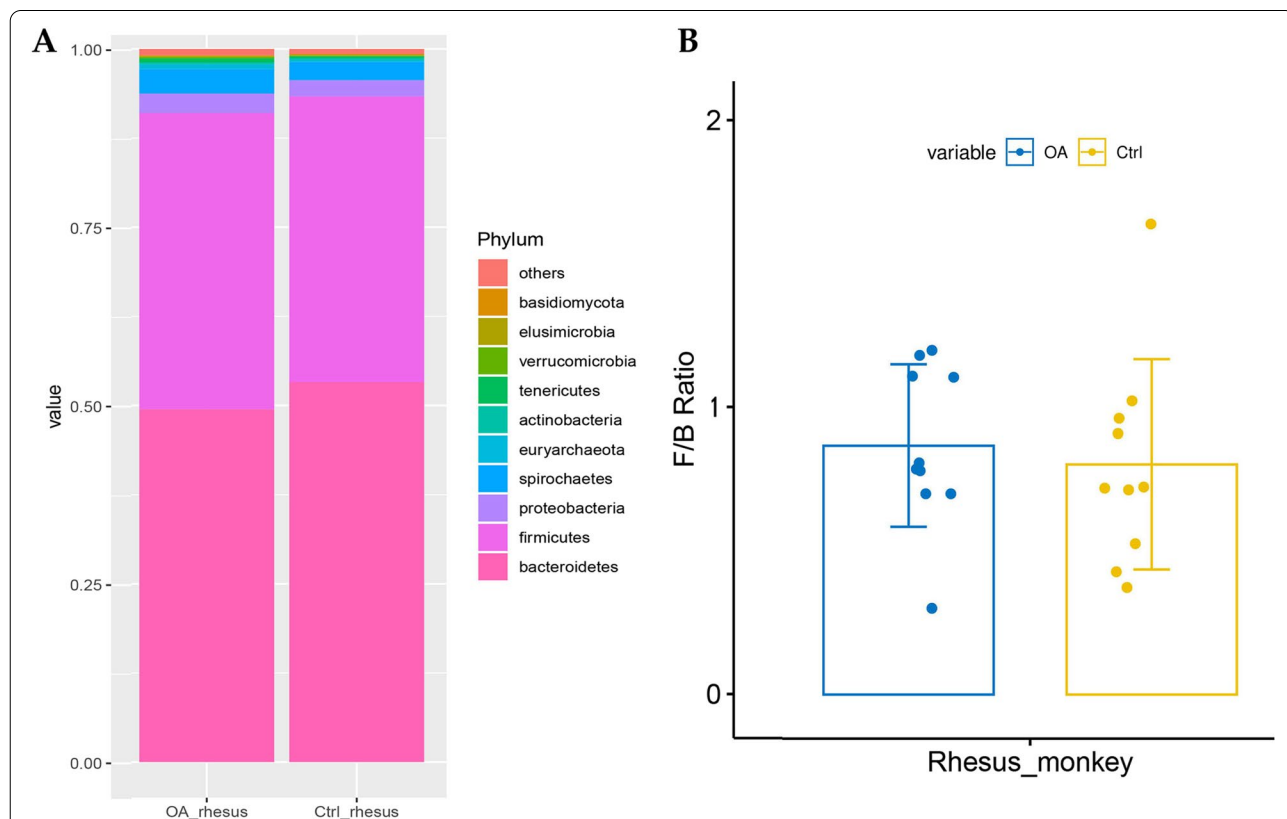 A
1.00
0.75
0.50
0.25
0.00
value
OA_rhesus
Ctrl_rhesus
Phylum
others
basidiomycota
elusimicrobia
verrucomicrobia
tenericutes
actinobacteria
euryarchaeota
spirochaetes
proteobacteria
firmicutes
bacteroidetes
B
2
1
0
F/B Ratio
variable OA Ctrl
Rhesus_monkey